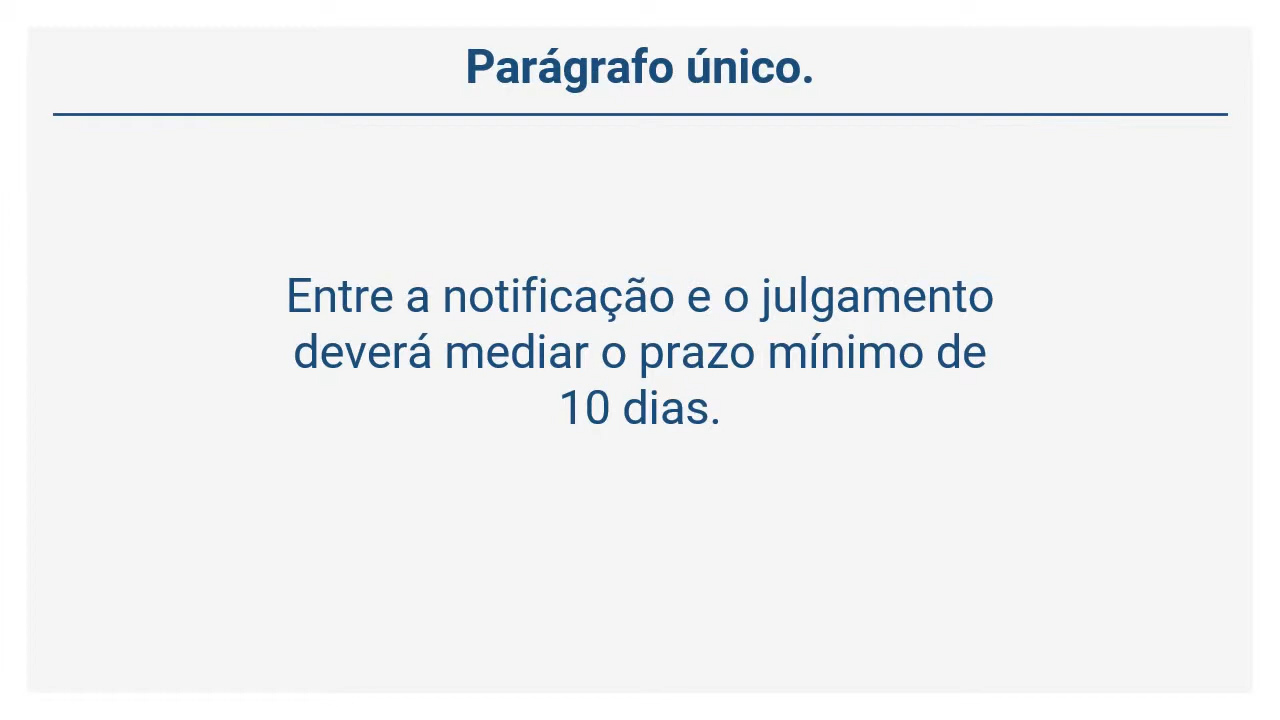 Parágrafo único.
Entre a notificação e o julgamento
deverá mediar o prazo mínimo de
10 dias.